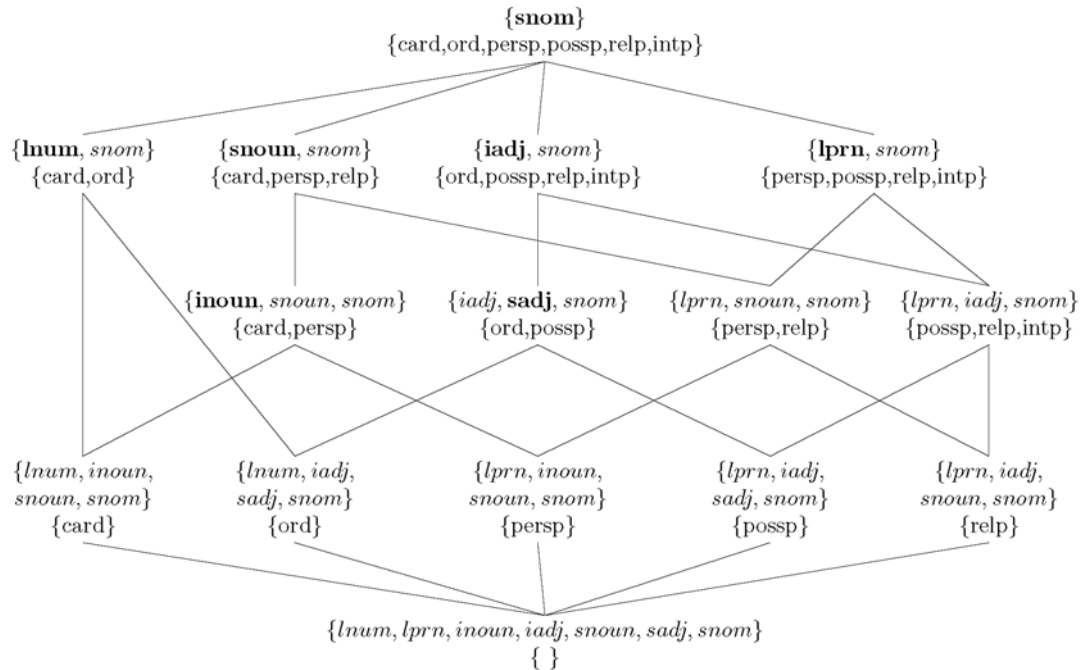 {snom}
{card,ord,persp,possp,relp,intp}
{lnum, snom} {snoun, snom} {iadj, snom} {lprn, snom}
{card,ord} {card,persp,relp} {ord,possp,relp,intp} {persp,possp,relp,intp}
{inoun, snoun, snom} {iadj, sadj, snom} {lprn, snoun, snom} {lprn, iadj, snom}
{card,persp} {ord,possp} {persp,relp} {possp,relp,intp}
{lnum, inoun, {lnum, iadj, {lprn, inoun, {lprn, iadj, {lprn, iadj,
snoun, snom} sadj, snom} snoun, snom} sadj, snom} snoun, snom}
{card} {ord} {persp} {possp} {relp}
{lnum, lprn, inoun, iadj, snoun, sadj, snom}
{ }